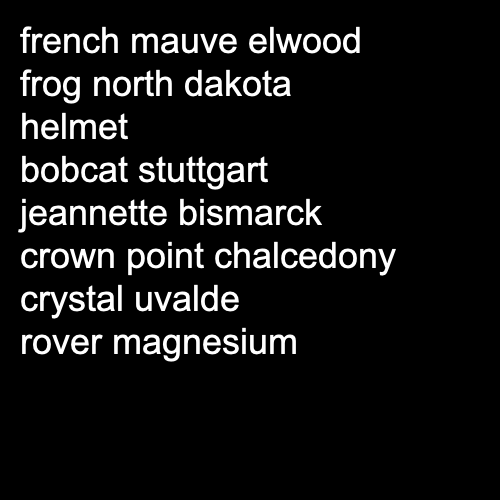 french mauve elwood
frog north dakota
helmet
bobcat stuttgart
jeannette bismarck
crown point chalcedony
crystal uvalde
rover magnesium